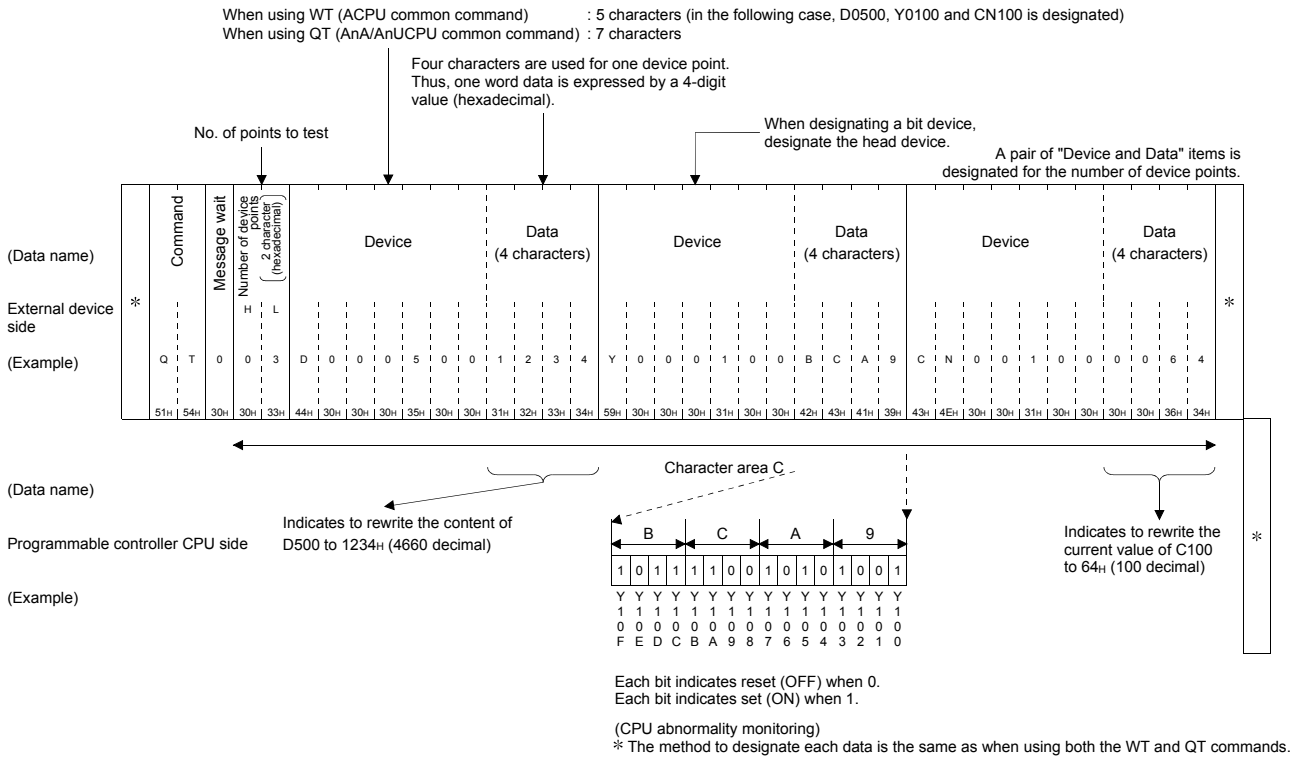 When using WT (ACPU common command) : 5 characters (in the following case, D0500, Y0100 and CN100 is designated)
When using QT (AnA/AnUCPU common command) : 7 characters
Four characters are used for one device point.
Thus, one word data is expressed by a 4-digit
value (hexadecimal).
No. of points to test
When designating a bit device,
designate the head device.
A pair of "Device and Data" items is
designated for the number of device points.
(Data name)
Command
Message wait
Number of device
points
2 character
(hexadecimal)
Device
Data
(4 characters)
Device
Data
(4 characters)
Device
Data
(4 characters)
External device
side
*
H L
*
(Example)
Q T 0 0 3 D 0 0 0 5 0 0 1 2 3 4 Y 0 0 0 1 0 0 B C A 9 C N 0 0 1 0 0 0 0 6 4
51H 54H 30H 30H 33H 44H 30H 30H 30H 35H 30H 30H 31H 32H 33H 34H 59H 30H 30H 30H 31H 30H 30H 42H 43H 41H 39H 43H 4EH 30H 30H 31H 30H 30H 30H 30H 36H 34H
Character area C
(Data name)
Indicates to rewrite the content of
D500 to 1234H (4660 decimal)
Programmable controller CPU side
B C A 9
Indicates to rewrite the
current value of C100
to 64H (100 decimal)
*
1 0 1 1 1 1 0 0 1 0 1 0 1 0 0 1
(Example)
Y10F Y10E Y10D Y10C Y10B Y10A Y109 Y108 Y107 Y106 Y105 Y104 Y103 Y102 Y101 Y100
Each bit indicates reset (OFF) when 0.
Each bit indicates set (ON) when 1.
(CPU abnormality monitoring)
* The method to designate each data is the same as when using both the WT and QT commands.